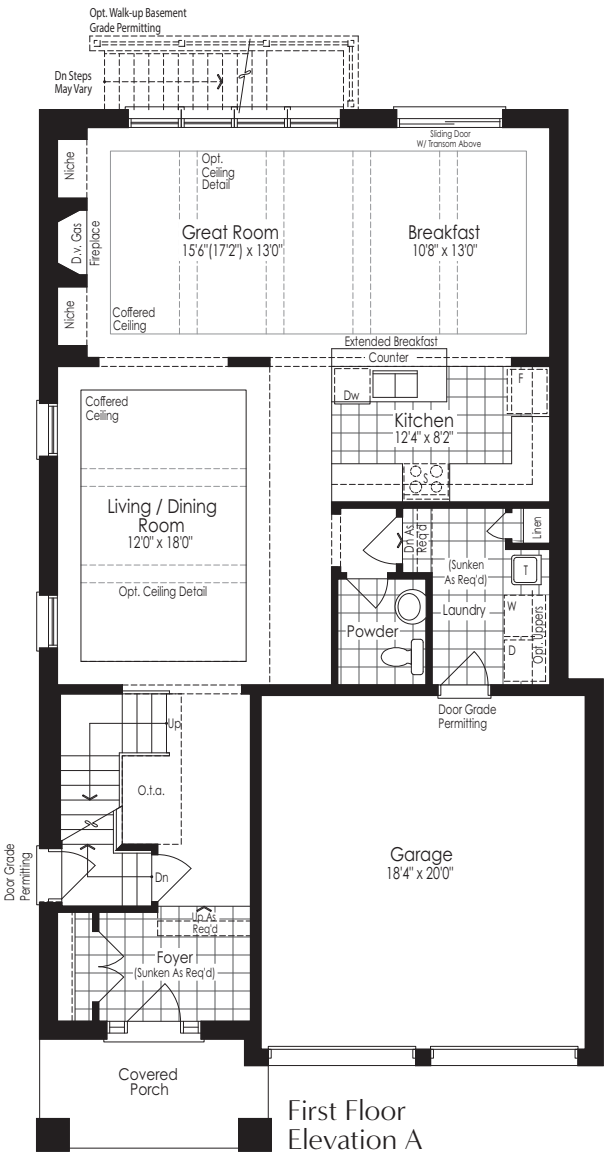 Opt. Walk-up Basement
Grade Permitting
Dn Steps
May Vary
Sliding Door
W/ Transom Above
Niche
Opt.
Ceiling
Detail
Great Room
15'6"(17'2") x 13'0"
Breakfast
10'8" x 13'0"
D.v. Gas
Fireplace
Niche
Coffered
Ceiling
Extended Breakfast
Counter
Dw
F
Kitchen
12'4" x 8'2"
S
Coffered
Ceiling
Living / Dining
Room
12'0" x 18'0"
Opt. Ceiling Detail
Dn As
Req'd
Linen
(Sunken
As Req'd)
T
Laundry
W
D
Opt. Uppers
Powder
Door Grade
Permitting
Up
O.t.a.
Dn
Door Grade
Permitting
Garage
18'4" x 20'0"
Up As
Req'd
Foyer
(Sunken As Req'd)
Covered
Porch
First Floor
Elevation A